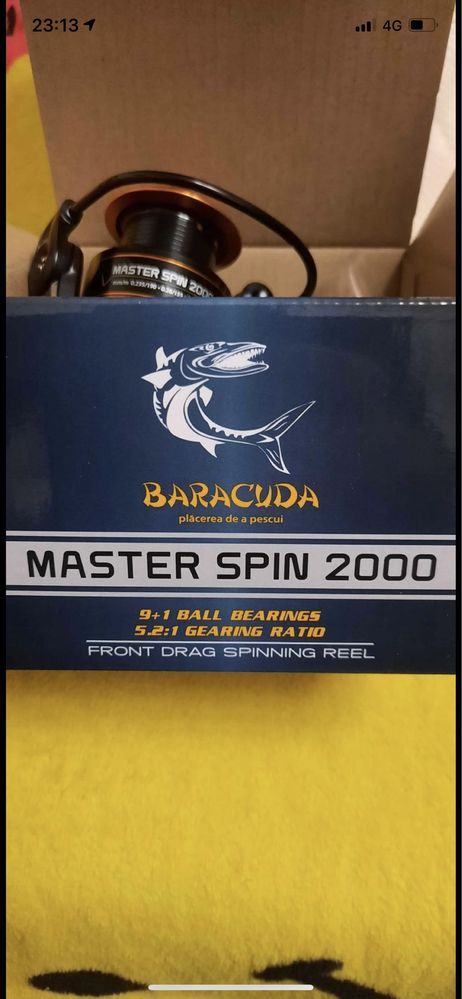 23:13
4G
MASTER SPIN 2000
BARACUDA
plăcerea de a pescui
MASTER SPIN 2000
9+1 BALL BEARINGS
5.2:1 GEARING RATIO
FRONT DRAG SPINNING REEL